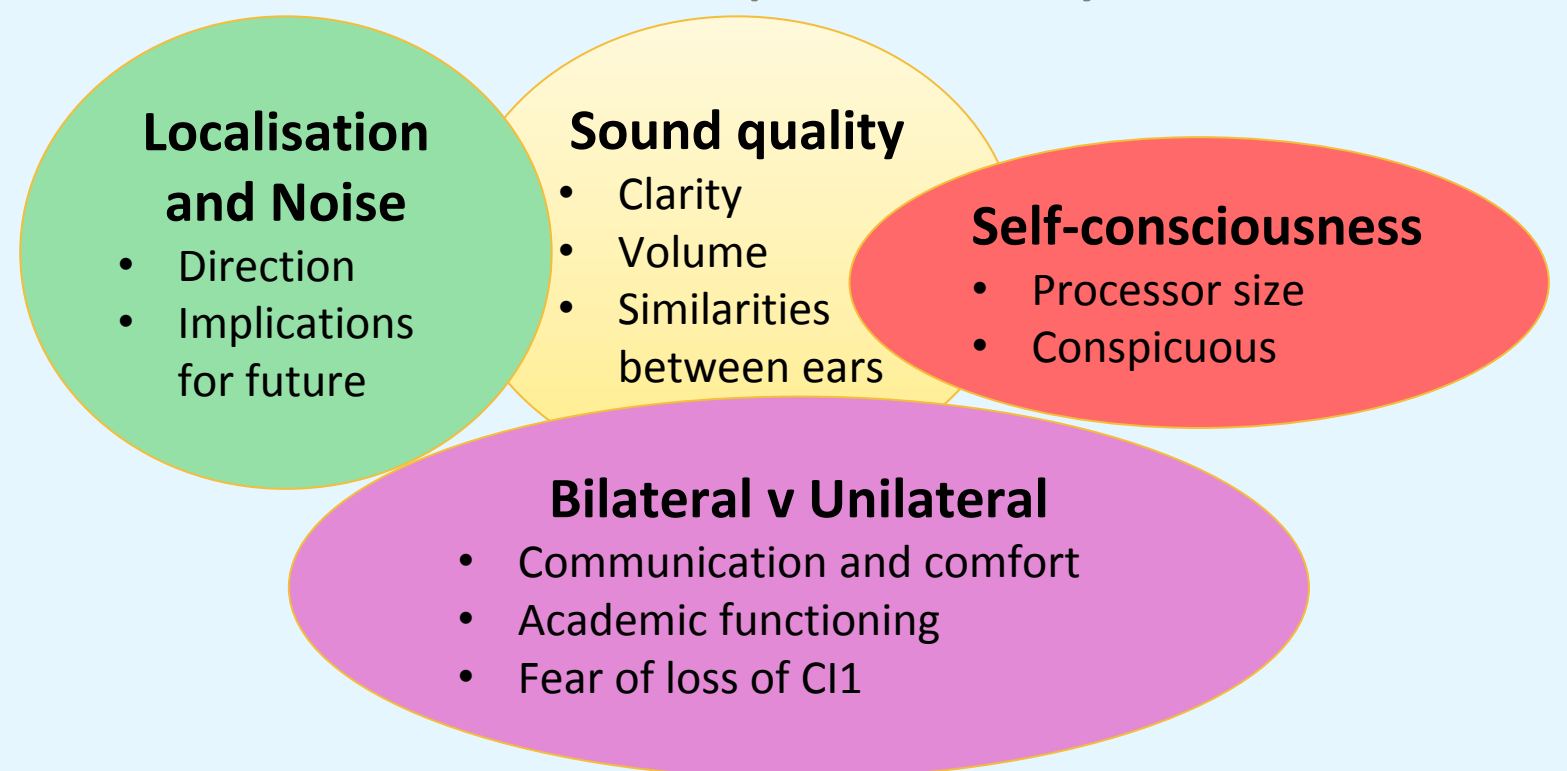 Localisation
and Noise
• Direction
• Implications
for future
Sound quality
• Clarity
• Volume
• Similarities
between ears
Self-consciousness
• Processor size
• Conspicuous
Bilateral v Unilateral
• Communication and comfort
• Academic functioning
• Fear of loss of CI1